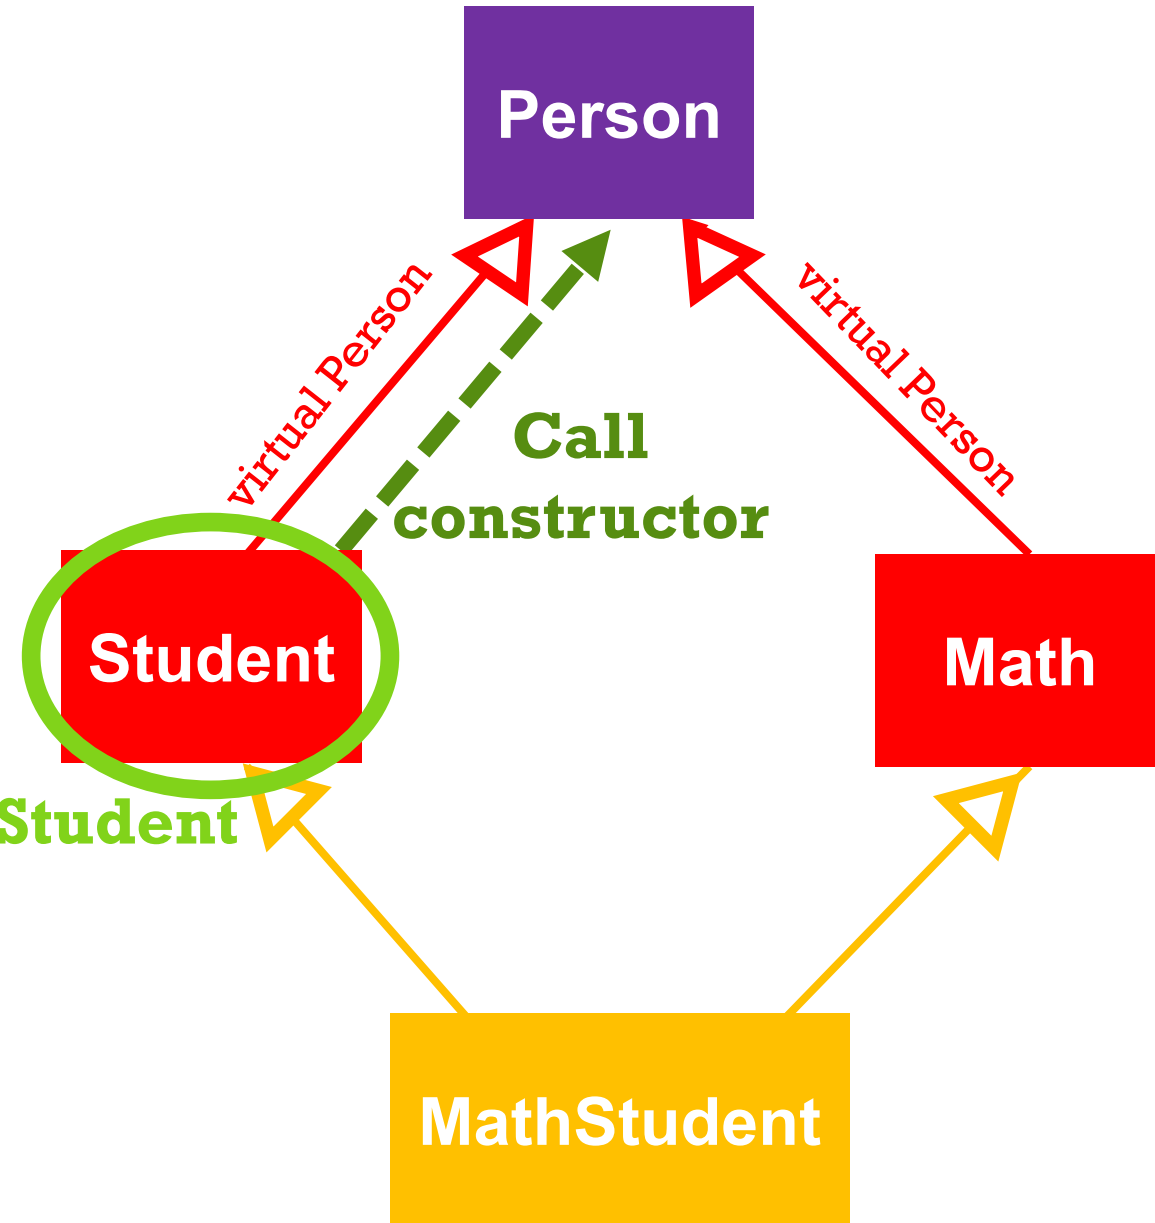 Person
virtual Person
virtual Person
Call
constructor
Student
Math
Student
MathStudent